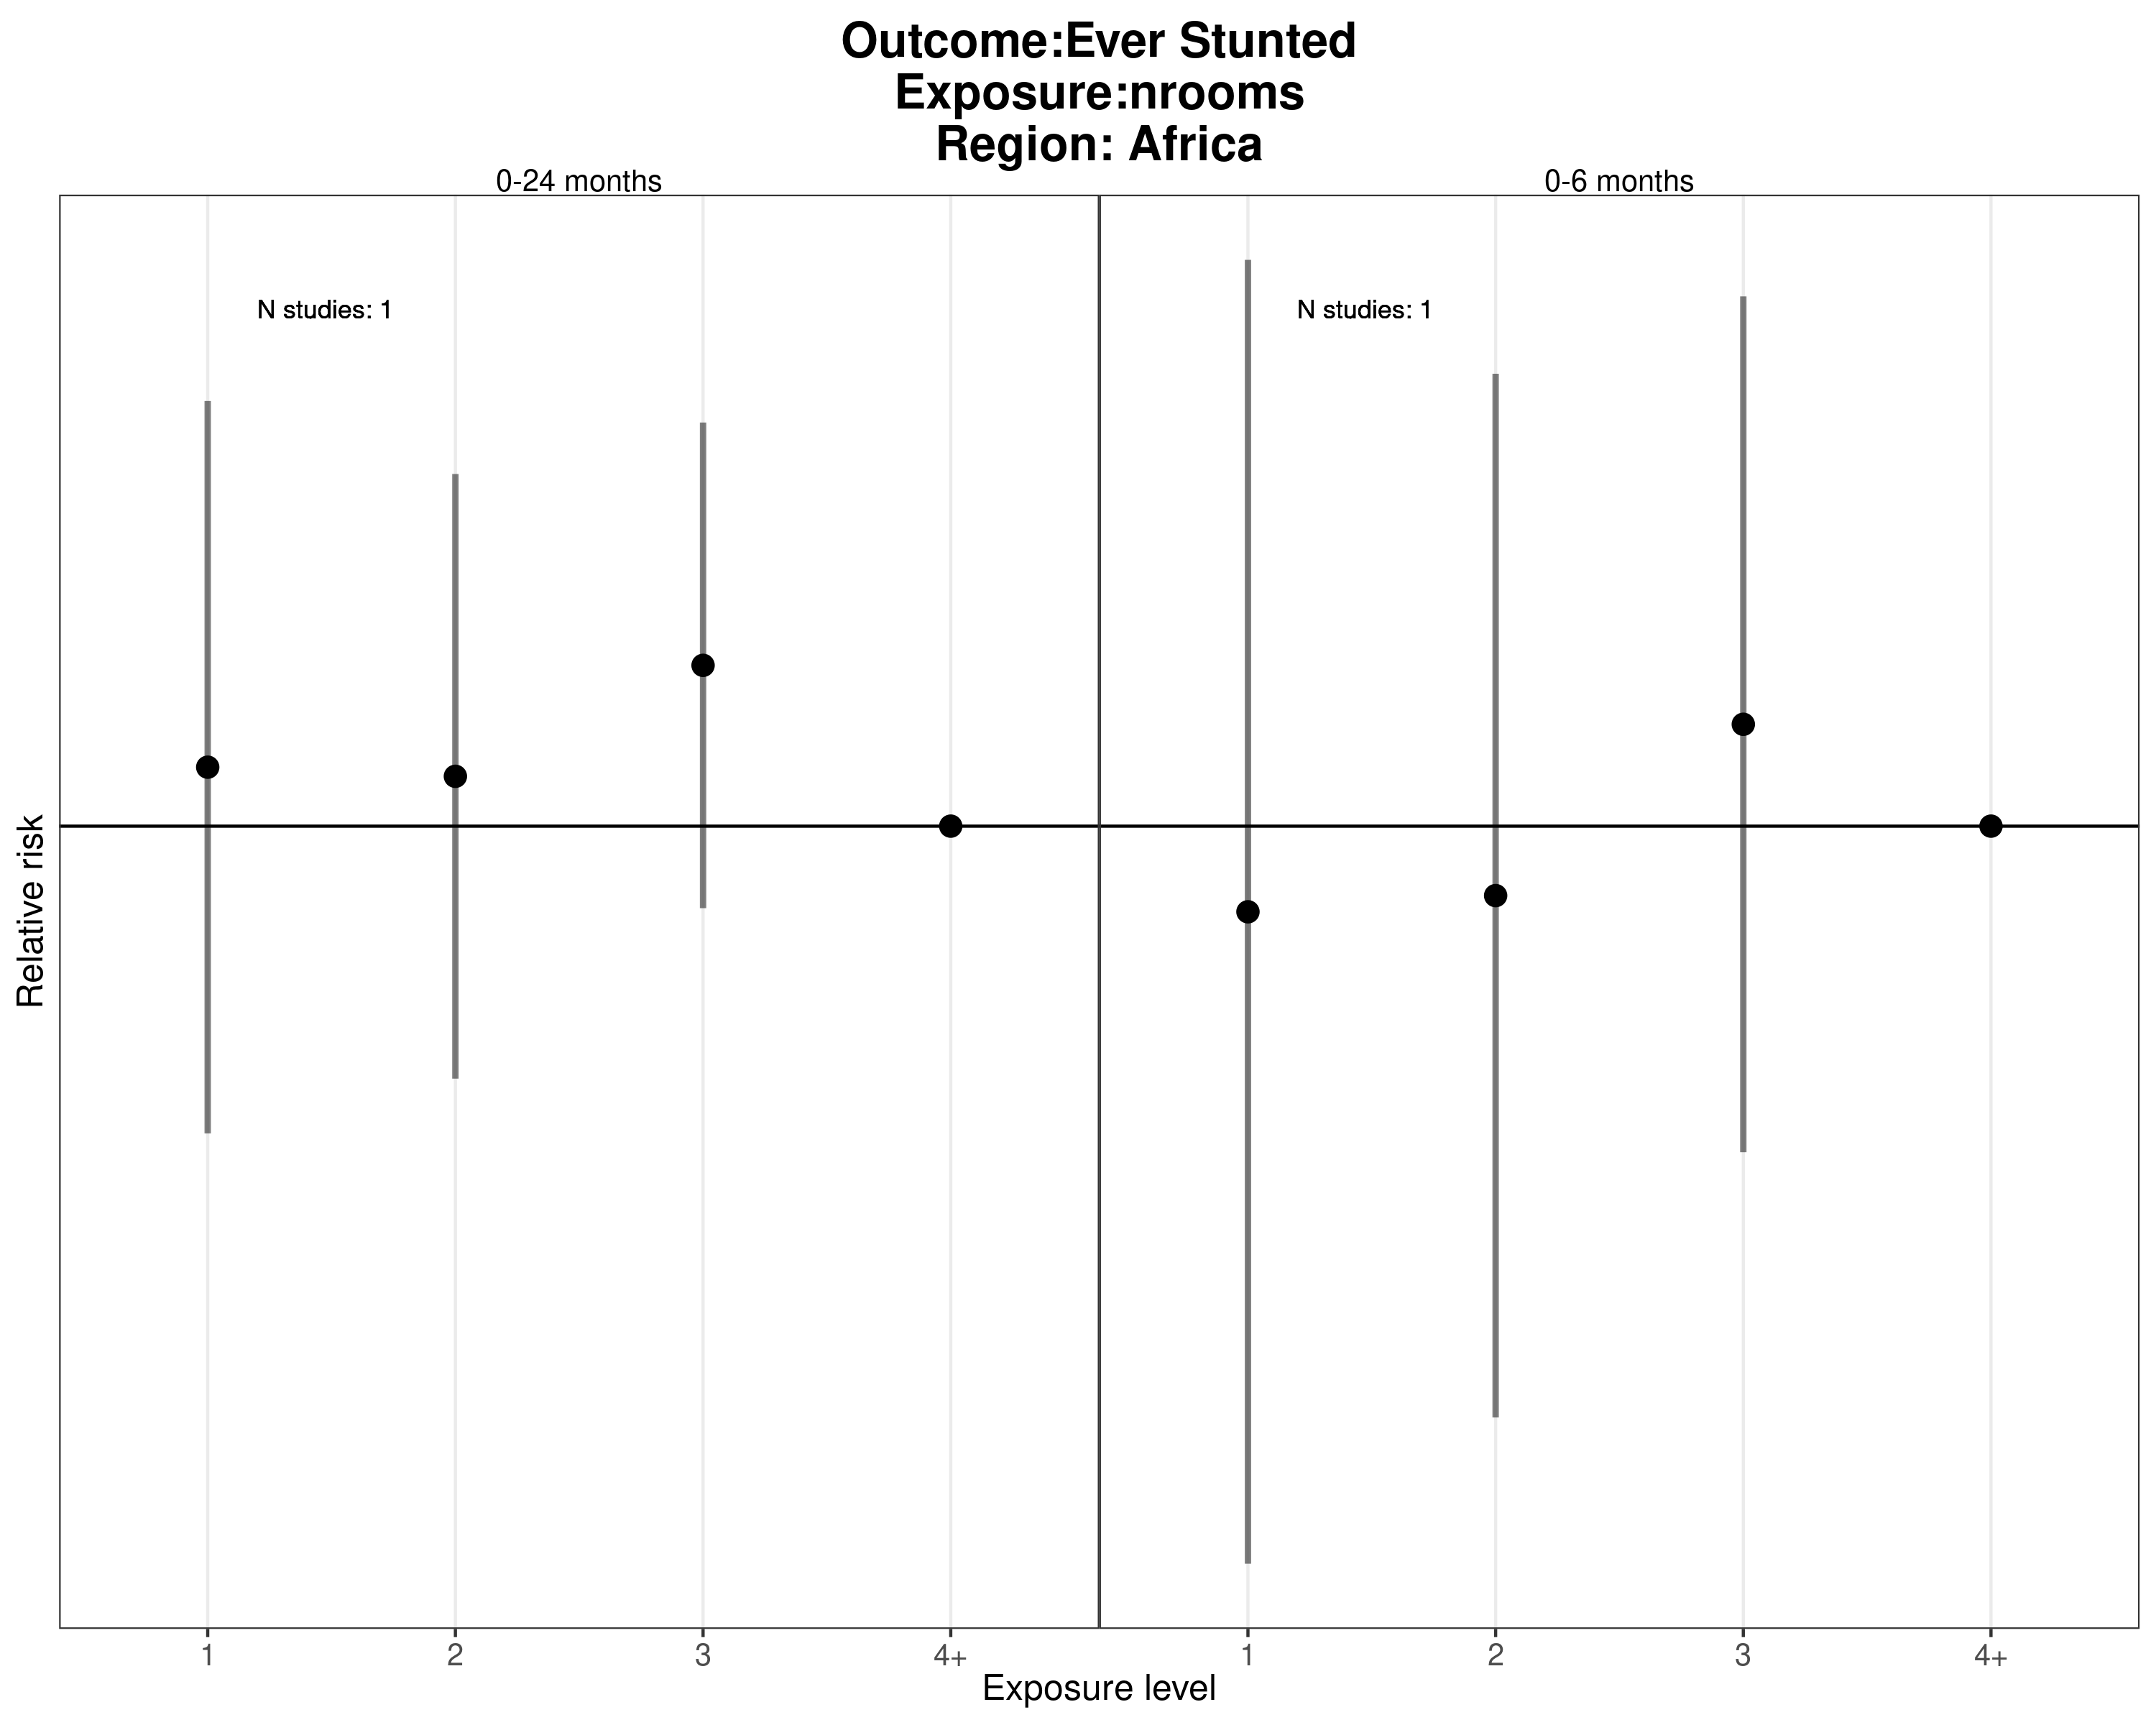 Outcome:Ever Stunted
Exposure:nrooms
Region: Africa
0-24 months
0-6 months
N studies: 1
N studies: 1
Relative risk
1
2
3
4+
1
2
3
4+
Exposure level